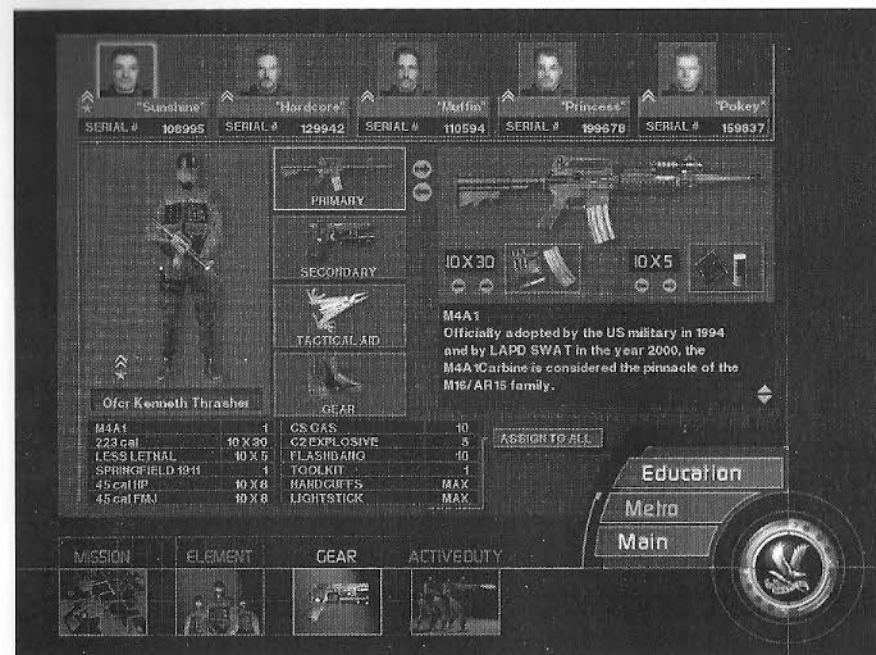 "Sunshine" "Hardcore" "Muffin" "Princess" "Pokey"
SERIAL # 108995 SERIAL # 129942 SERIAL # 110594 SERIAL # 199678 SERIAL # 159837
PRIMARY
SECONDARY
TACTICAL AID
GEAR
10 X 30 10 X 5
M4A1
Officially adopted by the US military in 1994
and by LAPD SWAT in the year 2000, the
M4A1Carbine is considered the pinnacle of the
M16/AR15 family.
Ofcr Kenneth Thrasher
M4A1 1 CS GAS 10
223 cal 10 X 30 C2 EXPLOSIVE 5
LESS LETHAL 10 X 5 FLASHBANG 10
SPRINGFIELD 1911 1 TOOLKIT 1
45 cal HP 10 X 8 HANDCUFFS MAX
45 cal FMJ 10 X 8 LIGHTSTICK MAX
ASSIGN TO ALL
Education
Metro
Main
MISSION ELEMENT GEAR ACTIVE DUTY